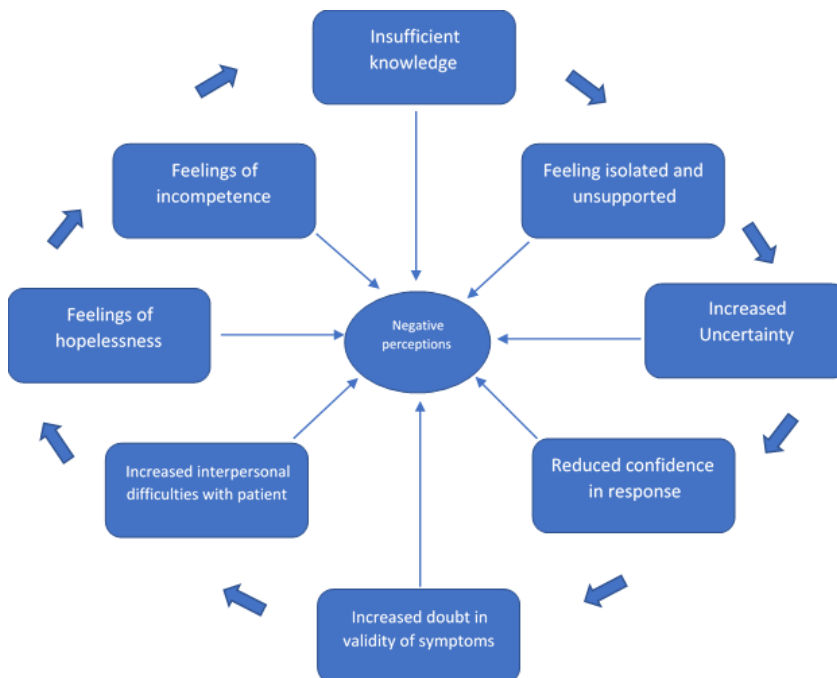 Insufficient
knowledge
Feeling isolated and
unsupported
Increased
Uncertainty
Reduced confidence
in response
Increased doubt in
validity of symptoms
Increased interpersonal
difficulties with patient
Feelings of
hopelessness
Feelings of
incompetence
Negative
perceptions